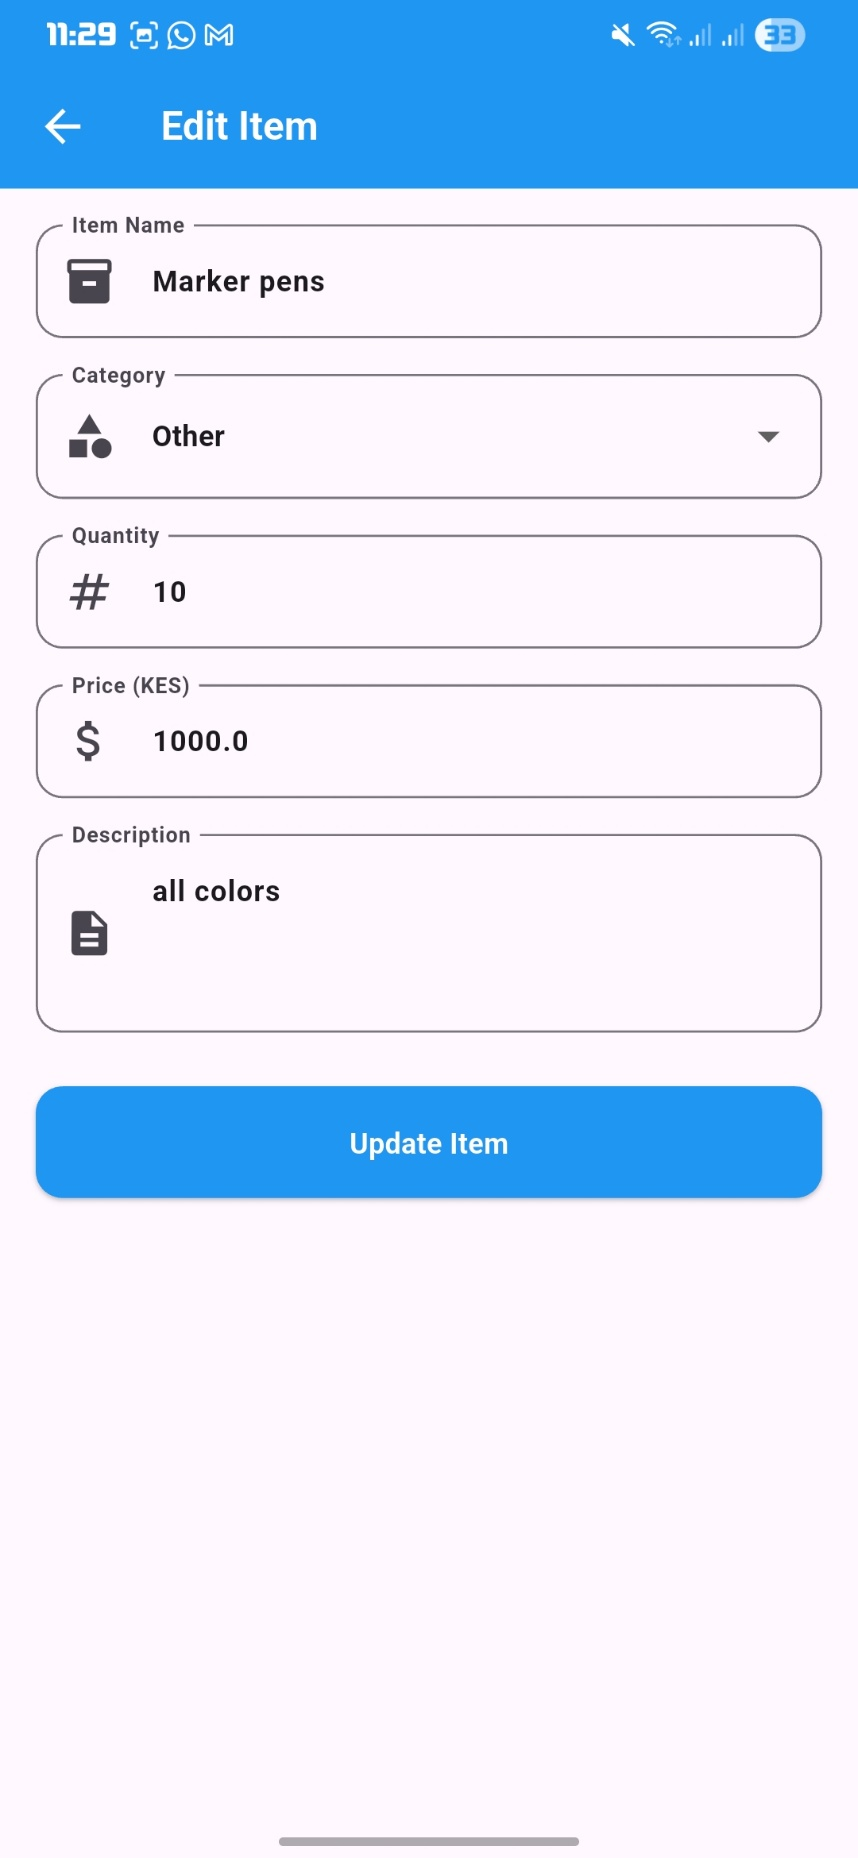 11:29
33
Edit Item
Item Name
Marker pens
Category
Other
Quantity
# 10
Price (KES)
$ 1000.0
Description
all colors
Update Item